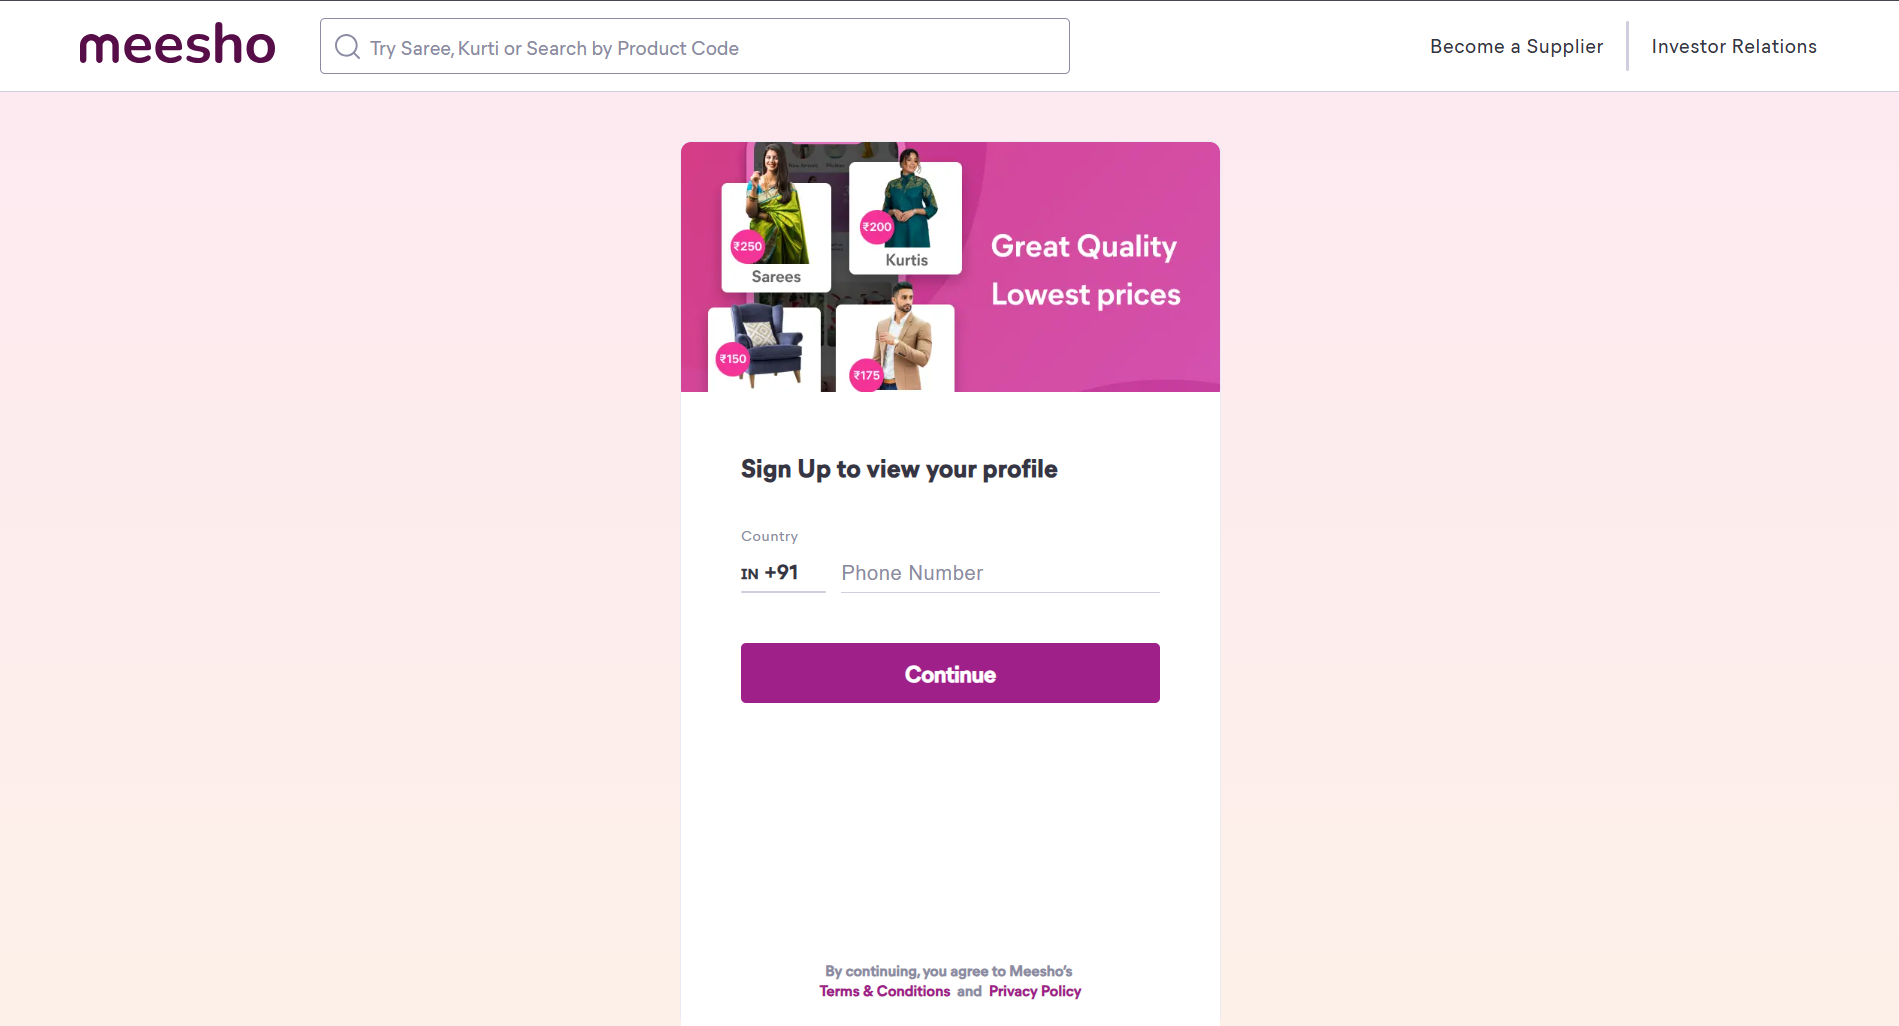 meesho
Try Saree, Kurti or Search by Product Code
Become a Supplier
Investor Relations
₹250
Sarees
₹200
Kurtis
₹150
₹175
Great Quality
Lowest prices
Sign Up to view your profile
Country
IN +91
Phone Number
Continue
By continuing, you agree to Meesho's
Terms & Conditions and Privacy Policy